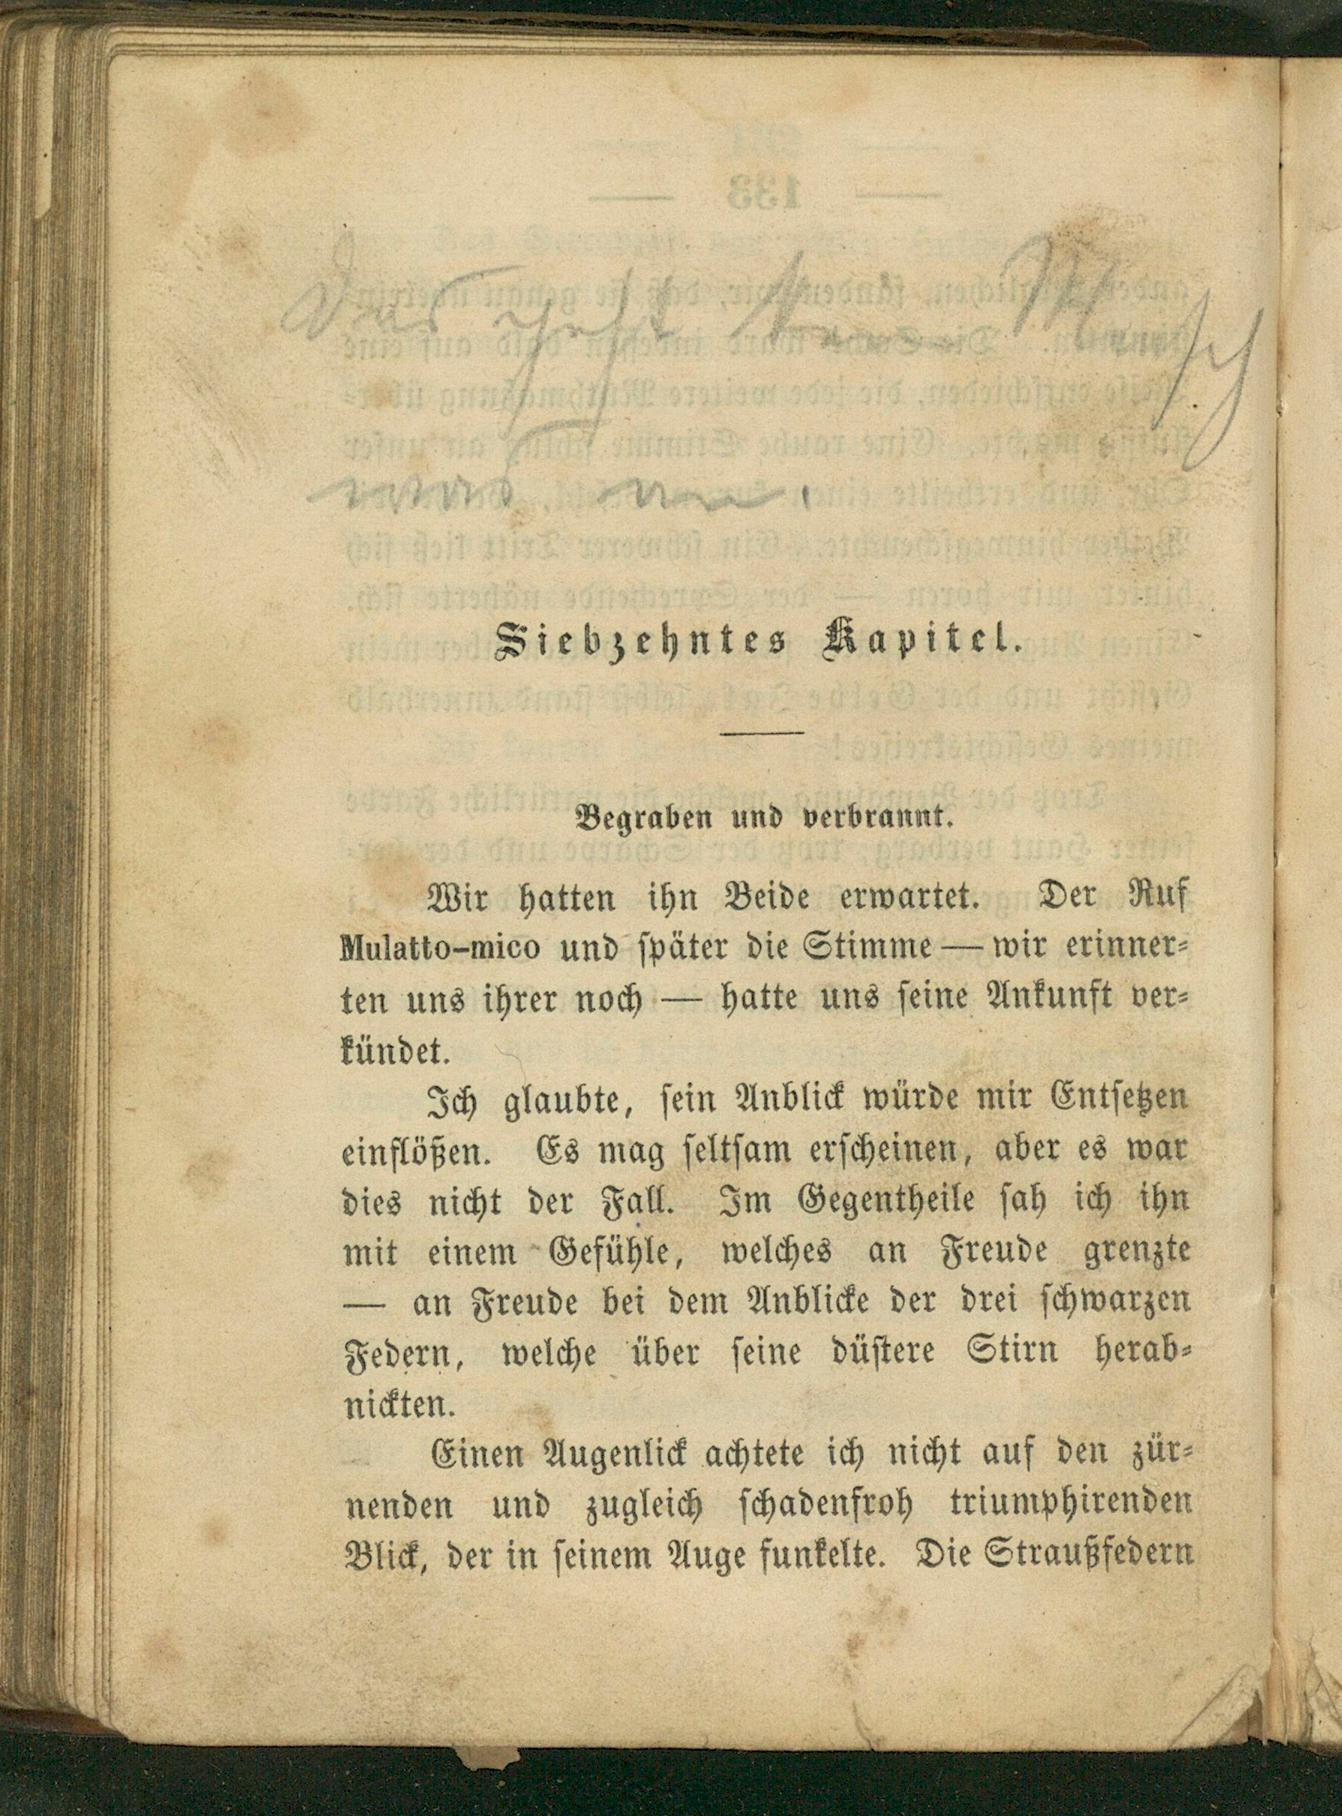 Das geht
Siebzehntes Kapitel.
Begraben und verbrannt.
Wir hatten ihn Beide erwartet. Der Ruf
Mulatto-mico und später die Stimme — wir erinner-
ten uns ihrer noch — hatte uns seine Ankunft ver-
kündet.
Ich glaubte, sein Anblick würde mir Entsetzen
einflößen. Es mag seltsam erscheinen, aber es war
dies nicht der Fall. Im Gegentheile sah ich ihn
mit einem Gefühle, welches an Freude grenzte
— an Freude bei dem Anblicke der drei schwarzen
Federn, welche über seine düstere Stirn herab-
nickten.
Einen Augenlick achtete ich nicht auf den zür-
nenden und zugleich schadenfroh triumphirenden
Blick, der in seinem Auge funkelte. Die Straußfedern